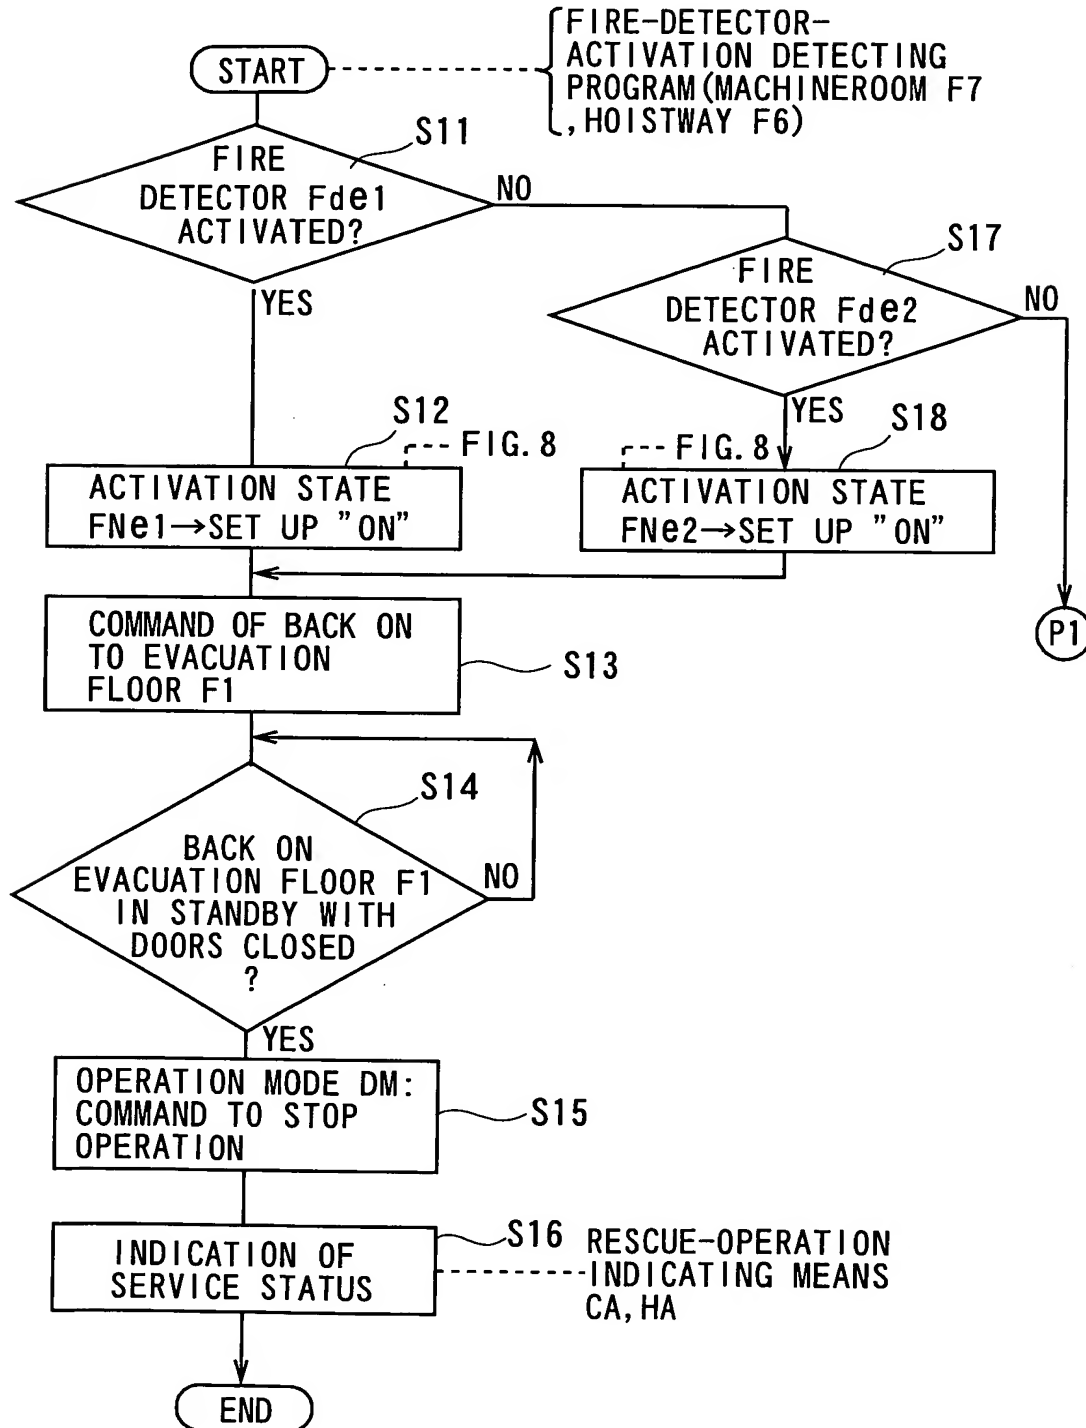 START
FIRE-DETECTOR-
ACTIVATION DETECTING
PROGRAM(MACHINEROOM F7
,HOISTWAY F6)
S11
FIRE
DETECTOR Fde1
ACTIVATED?
NO
YES
S17
FIRE
DETECTOR Fde2
ACTIVATED?
NO
YES
S12
FIG. 8
ACTIVATION STATE
FNe1→SET UP "ON"
S18
FIG. 8
ACTIVATION STATE
FNe2→SET UP "ON"
P1
COMMAND OF BACK ON
TO EVACUATION
FLOOR F1
S13
S14
BACK ON
EVACUATION FLOOR F1
IN STANDBY WITH
DOORS CLOSED
?
NO
YES
OPERATION MODE DM:
COMMAND TO STOP
OPERATION
S15
INDICATION OF
SERVICE STATUS
S16
RESCUE-OPERATION
INDICATING MEANS
CA, HA
END